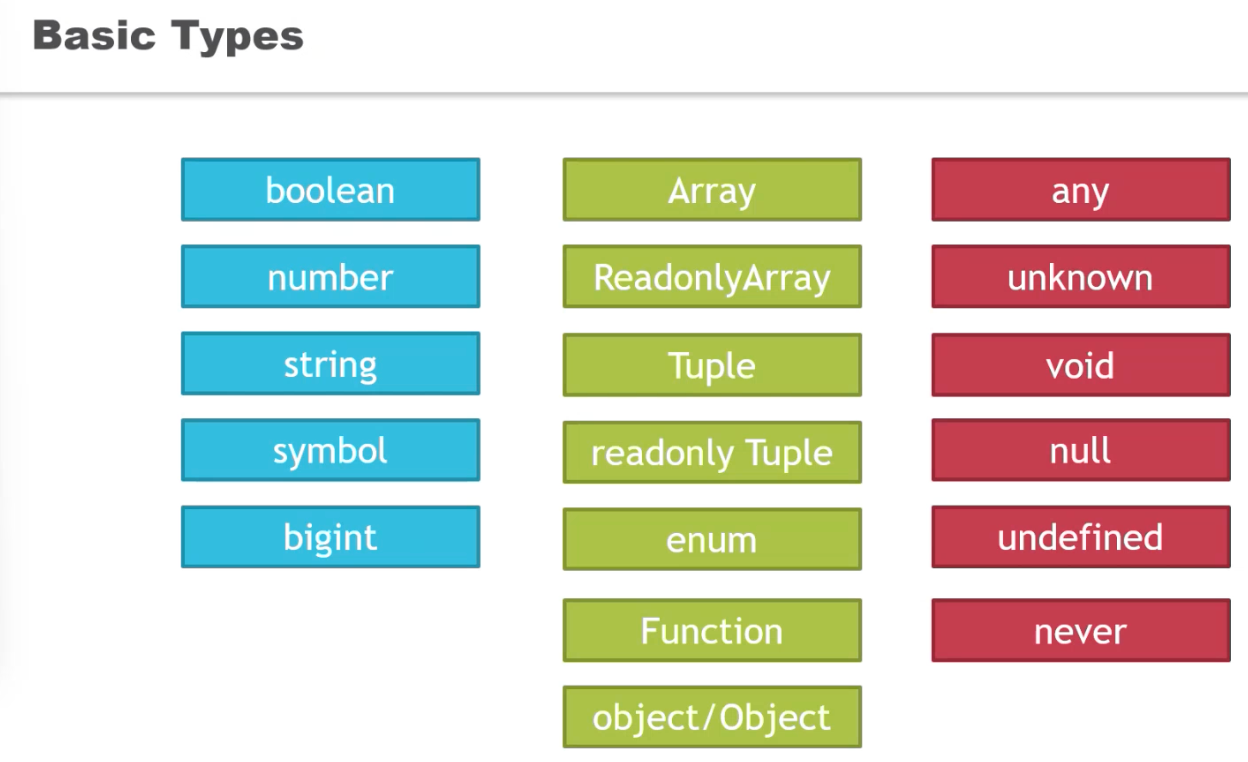 Basic Types
boolean
number
string
symbol
bigint
Array
ReadonlyArray
Tuple
readonly Tuple
enum
Function
object/Object
any
unknown
void
null
undefined
never